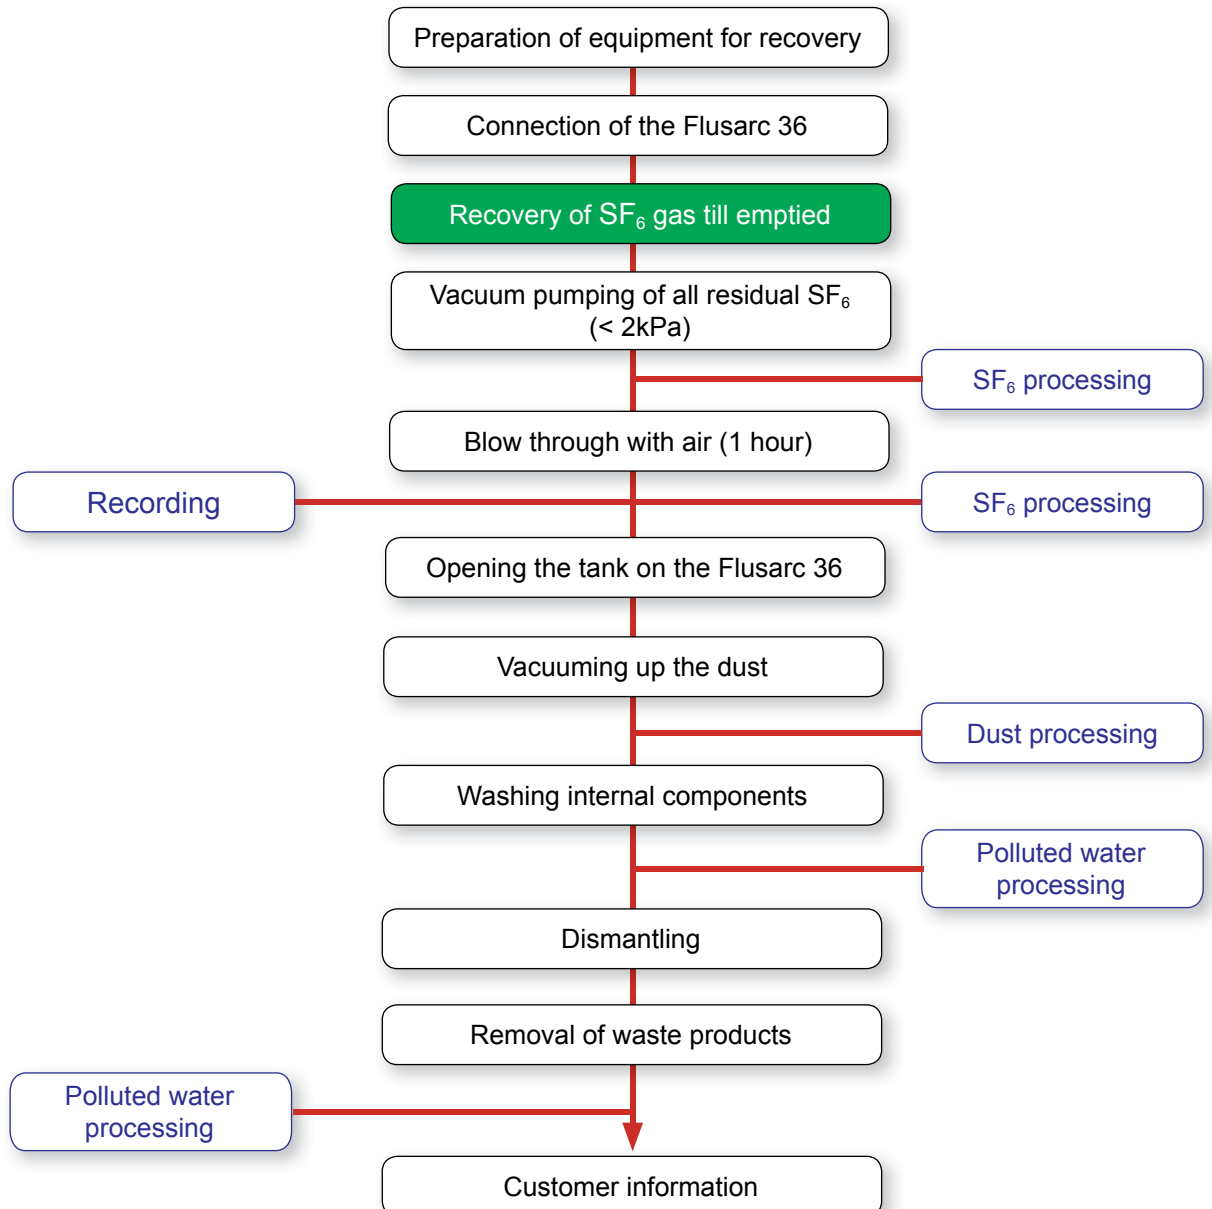 Preparation of equipment for recovery
Connection of the Flusarc 36
Recovery of SF₆ gas till emptied
Vacuum pumping of all residual SF₆
(< 2kPa)
SF₆ processing
Blow through with air (1 hour)
Recording
SF₆ processing
Opening the tank on the Flusarc 36
Vacuuming up the dust
Dust processing
Washing internal components
Polluted water
processing
Dismantling
Removal of waste products
Polluted water
processing
Customer information